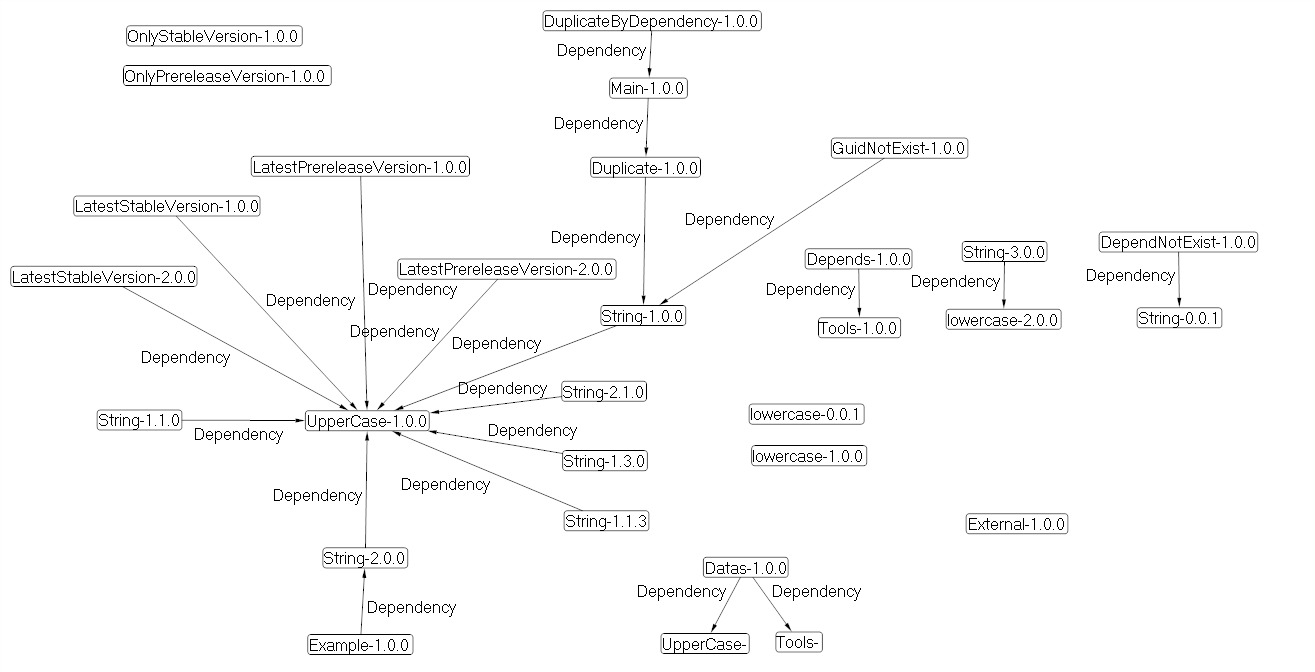 DuplicateByDependency-1.0.0
OnlyStableVersion-1.0.0
Dependency
OnlyPrereleaseVersion-1.0.0
Main-1.0.0
Dependency
GuidNotExist-1.0.0
LatestPrereleaseVersion-1.0.0
Duplicate-1.0.0
LatestStableVersion-1.0.0
Dependency
Dependency
DependNotExist-1.0.0
String-3.0.0
Depends-1.0.0
LatestPrereleaseVersion-2.0.0
LatestStableVersion-2.0.0
Dependency
Dependency
Dependency
Dependency
Dependency
String-1.0.0
String-0.0.1
lowercase-2.0.0
Tools-1.0.0
Dependency
Dependency
Dependency
Dependency
String-2.1.0
lowercase-0.0.1
String-1.1.0
UpperCase-1.0.0
Dependency
Dependency
lowercase-1.0.0
String-1.3.0
Dependency
Dependency
String-1.1.3
External-1.0.0
String-2.0.0
Datas-1.0.0
Dependency
Dependency
Dependency
Example-1.0.0
UpperCase-
Tools-